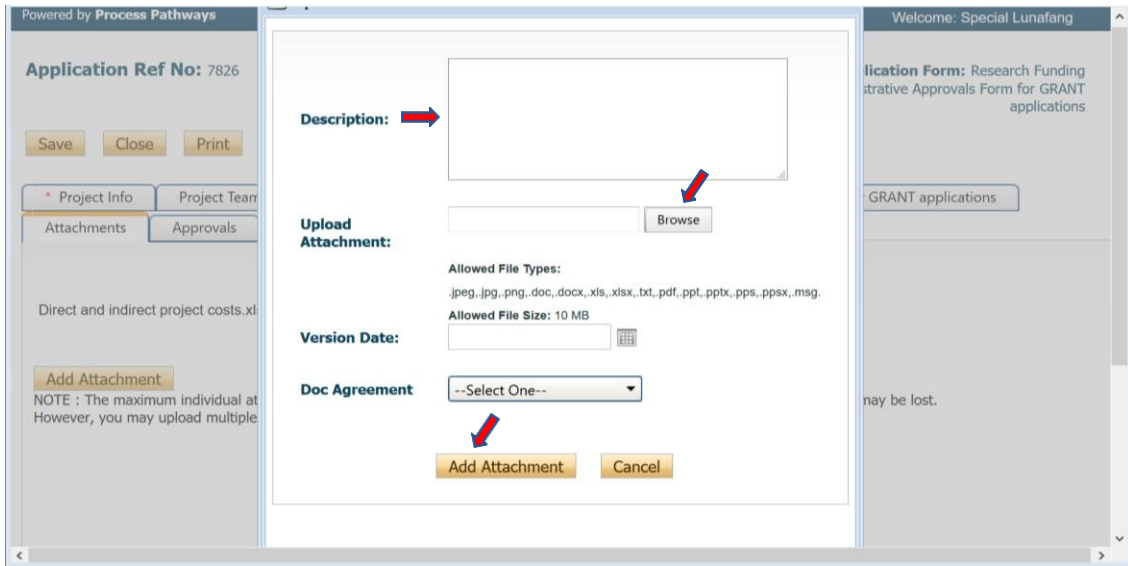 Powered by Process Pathways
Welcome: Special Lunafang
Application Ref No: 7826
lication Form: Research Funding
strative Approvals Form for GRANT
applications
Save
Close
Print
* Project Info
Project Team
GRANT applications
Attachments
Approvals
Direct and indirect project costs.xl
Add Attachment
NOTE : The maximum individual at
may be lost.
However, you may upload multiple
Description:
Upload
Attachment:
Browse
Allowed File Types:
.jpeg,.jpg,.png,.doc,.docx,.xls,.xlsx,.txt,.pdf,.ppt,.pptx,.pps,.ppsx,.msg.
Allowed File Size: 10 MB
Version Date:
Doc Agreement
--Select One--
Add Attachment
Cancel